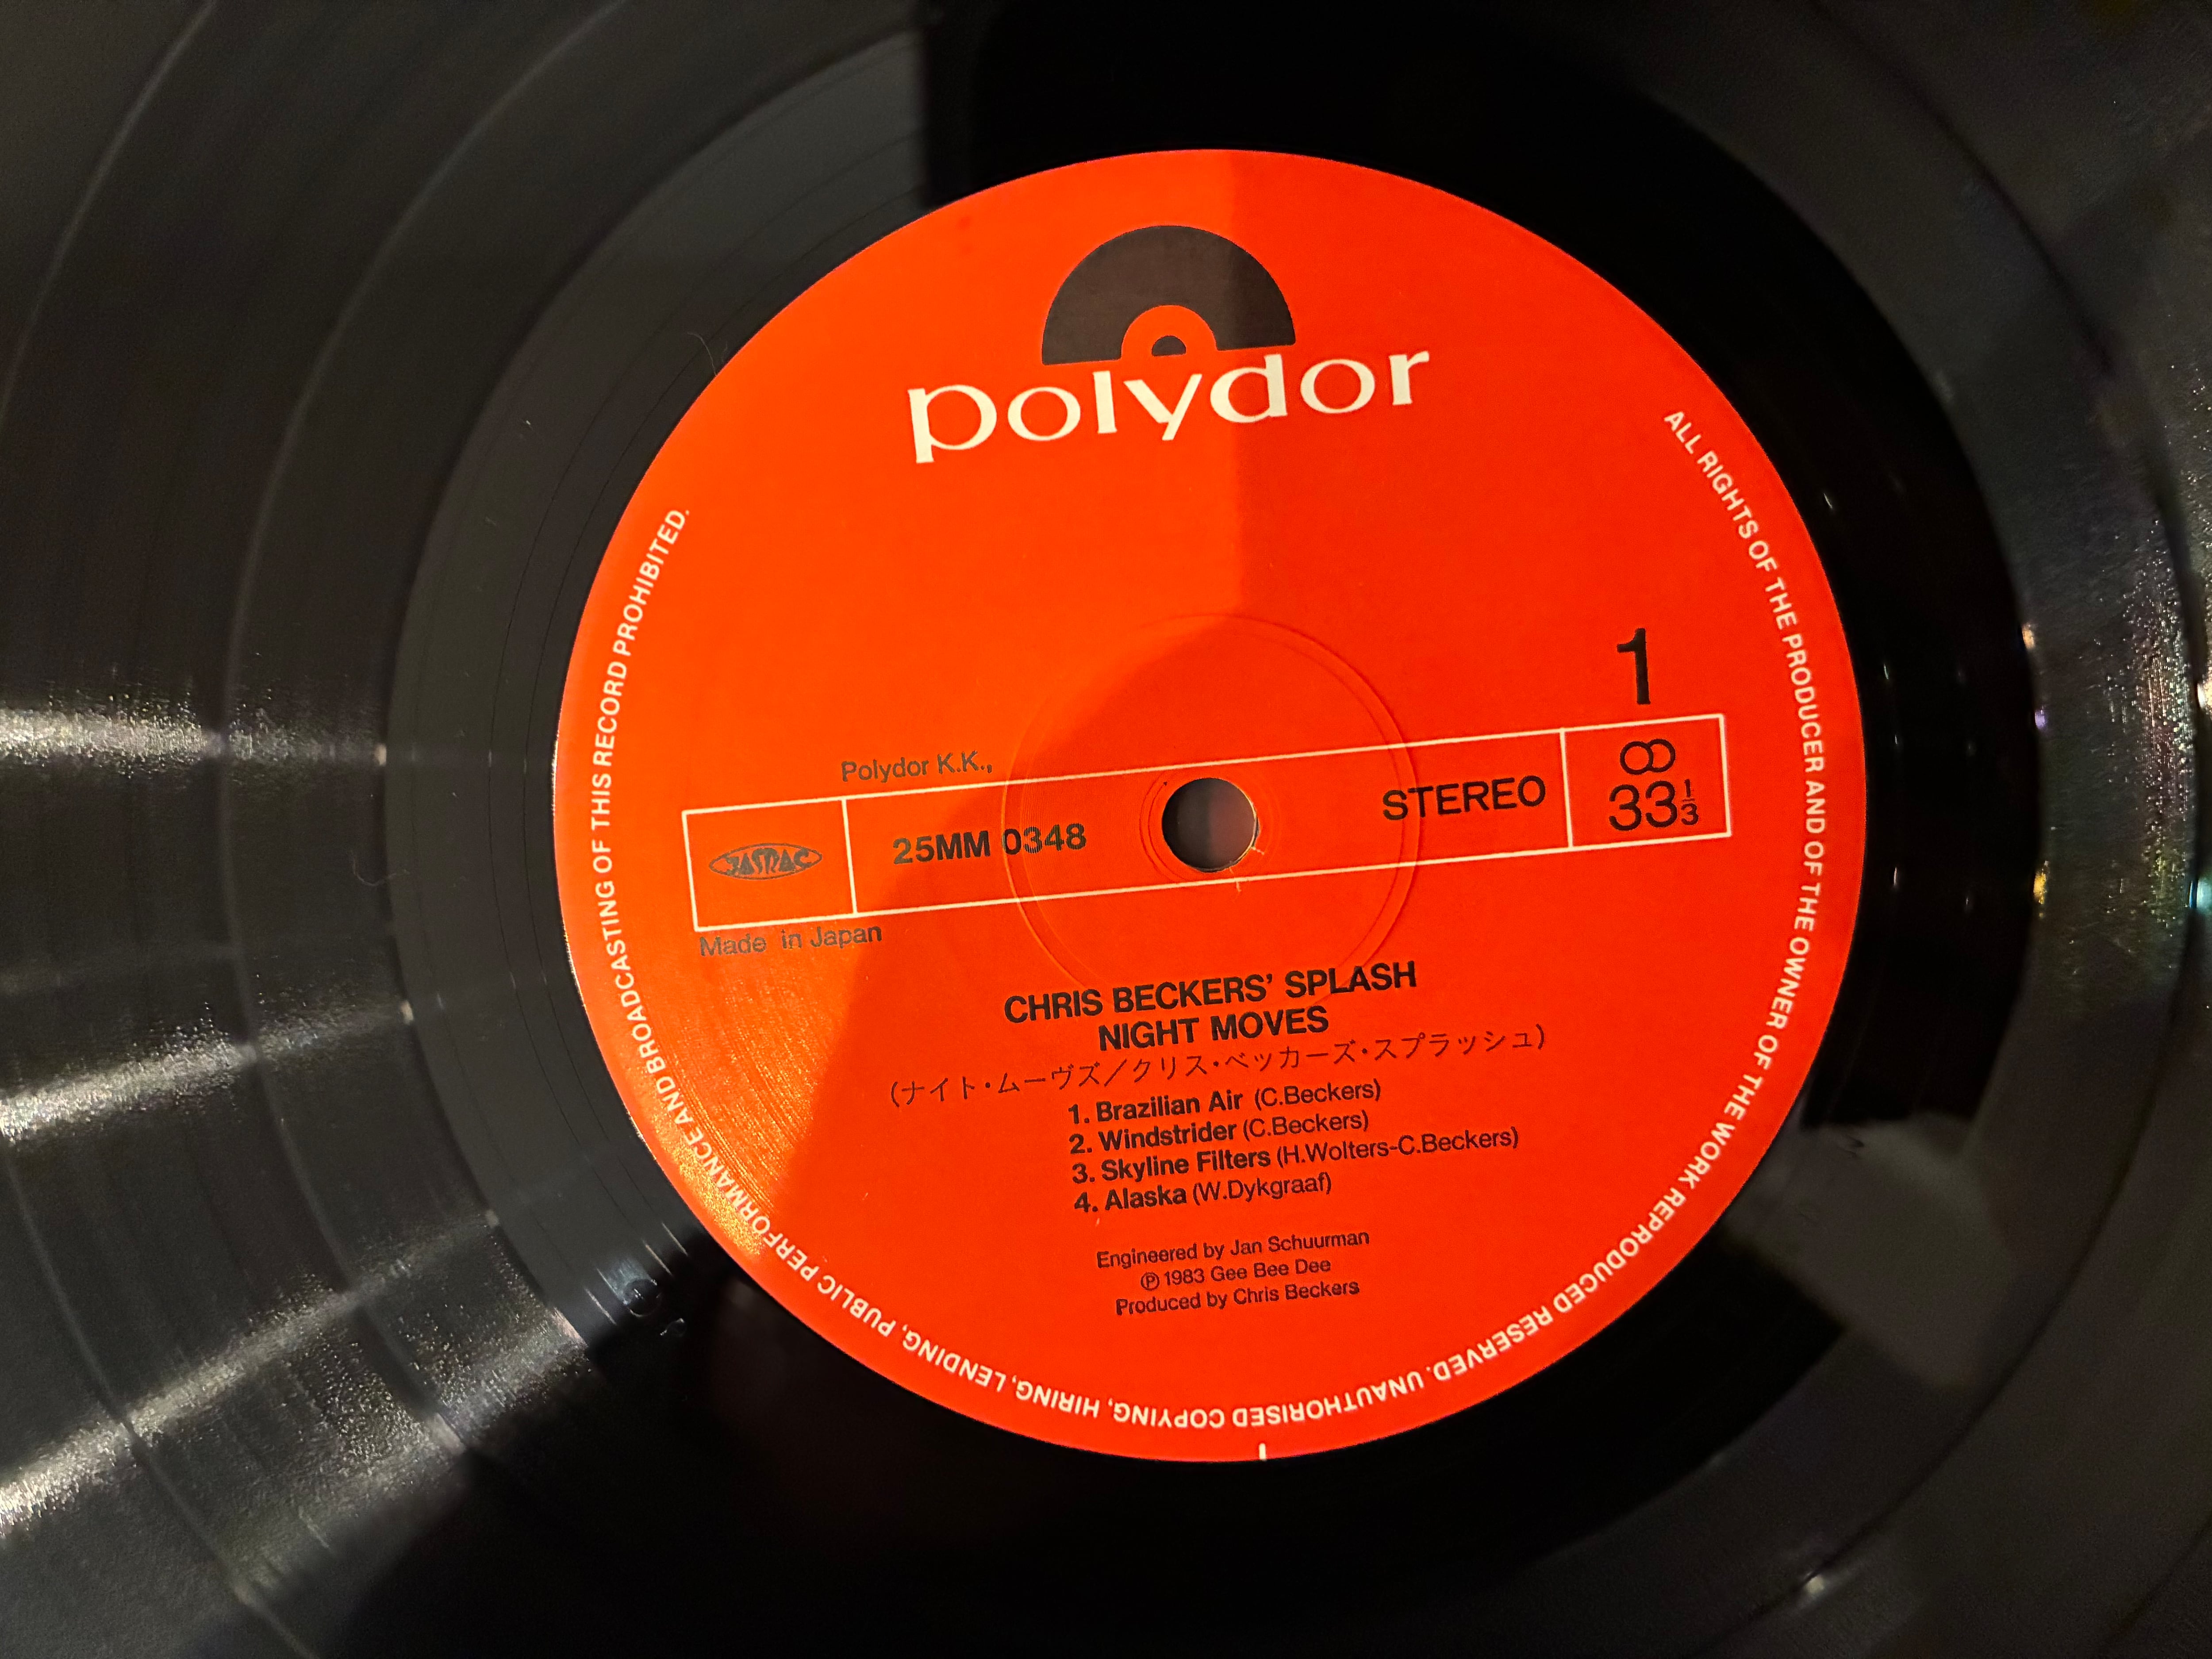 polydor
1
Polydor K.K.,
JASRAC
25MM 0348
STEREO
33 1/3
Made in Japan
CHRIS BECKERS' SPLASH
NIGHT MOVES
(ナイト・ムーヴズ／クリス・ベッカーズ・スプラッシュ)
1. Brazilian Air (C.Beckers)
2. Windstrider (C.Beckers)
3. Skyline Filters (H.Wolters-C.Beckers)
4. Alaska (W.Dykgraaf)
Engineered by Jan Schuurman
Ⓟ 1983 Gee Bee Dee
Produced by Chris Beckers
ALL RIGHTS OF THE PRODUCER AND OF THE OWNER OF THE WORK REPRODUCED RESERVED. UNAUTHORISED COPYING, HIRING, LENDING, PUBLIC PERFORMANCE AND BROADCASTING OF THIS RECORD PROHIBITED.